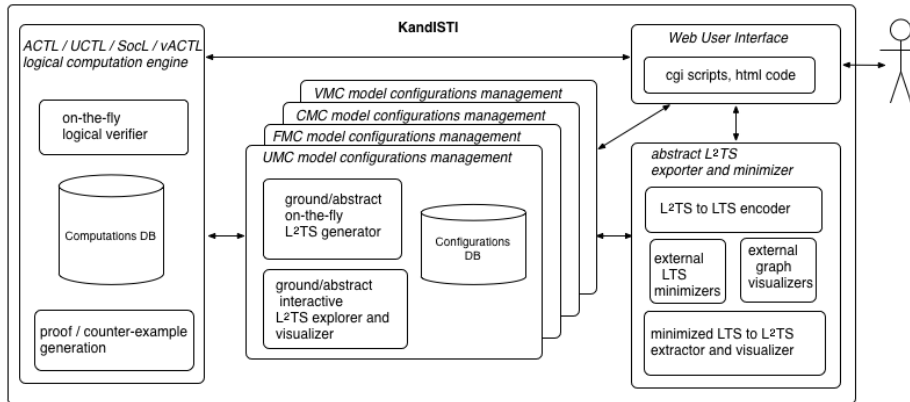 KandISTI
ACTL / UCTL / SocL / vACTL
logical computation engine
on-the-fly
logical verifier
Computations DB
proof / counter-example
generation
VMC model configurations management
CMC model configurations management
FMC model configurations management
UMC model configurations management
ground/abstract
on-the-fly
L²TS generator
ground/abstract
interactive
L²TS explorer and
visualizer
Configurations
DB
Web User Interface
cgi scripts, html code
abstract L²TS
exporter and minimizer
L²TS to LTS encoder
external
LTS
minimizers
external
graph
visualizers
minimized LTS to L²TS
extractor and visualizer